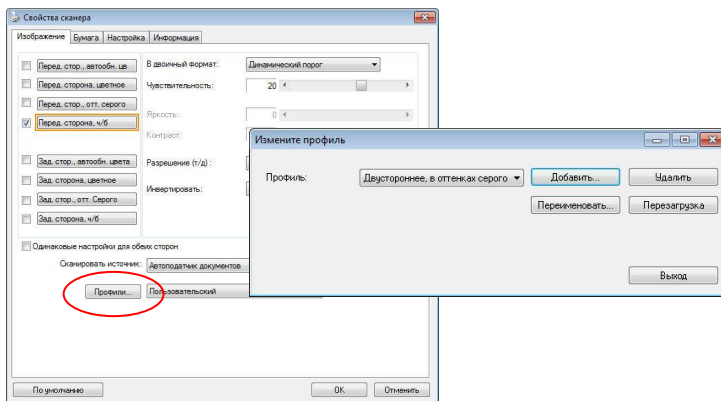 Свойства сканера
Изображение Бумага Настройка Информация
Перед. стор., автообн. цв
В двоичный формат: Динамический порог
Перед. сторона, цветное
Чувствительность: 20
Перед. стор., отт. серого
Яркость: 0
Перед. сторона, ч/б
Контраст:
Зад. стор., автообн. цвета
Разрешение (т/д) :
Зад. сторона, цветное
Инвертировать:
Зад. стор., отт. Серого
Зад. сторона, ч/б
Одинаковые настройки для обеих сторон
Сканировать источник: Автоподатчик документов
Профили... Пользовательский
По умолчанию OK Отменить
Измените профиль
Профиль: Двустороннее, в оттенках серого Добавить... Удалить
Переименовать... Перезагрузка
Выход